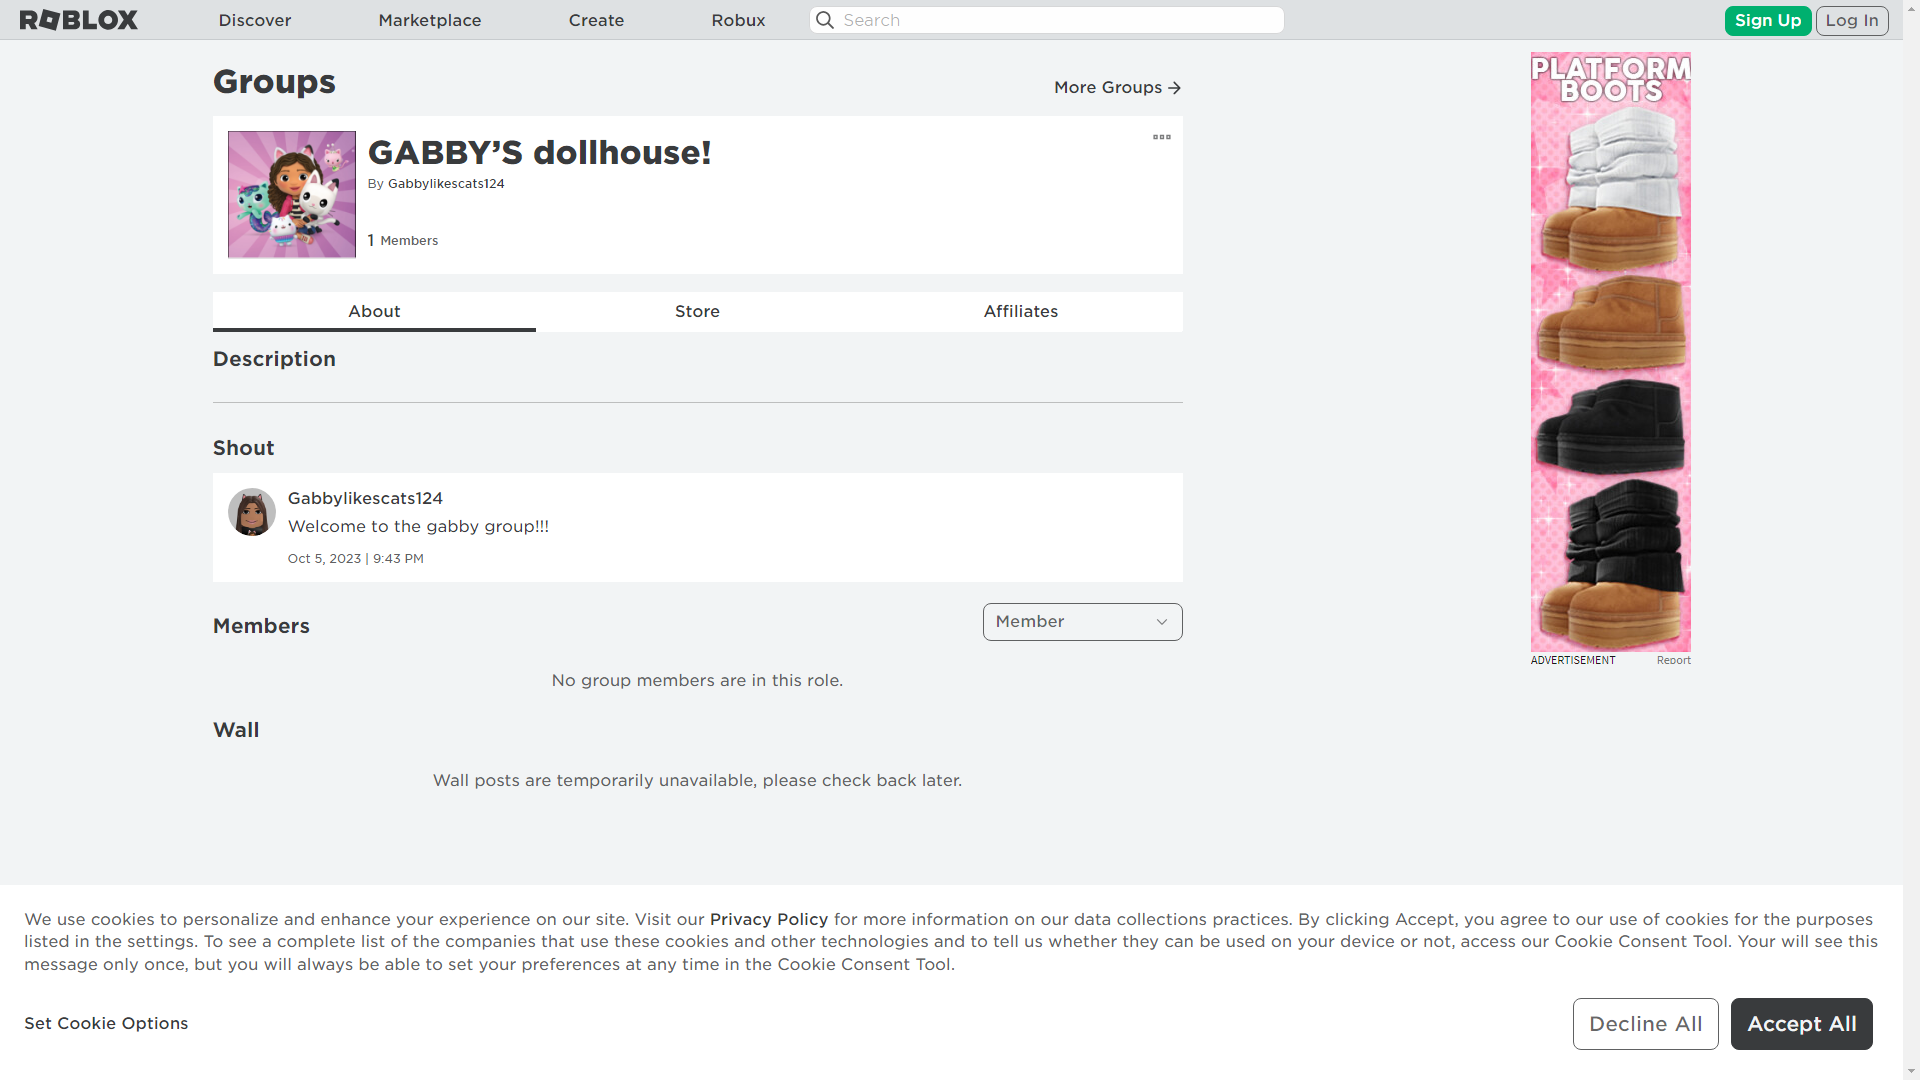 ROBLOX
Discover
Marketplace
Create
Robux
Search
Sign Up
Log In
Groups
More Groups
GABBY’S dollhouse!
By Gabbylikescats124
1 Members
About
Store
Affiliates
Description
Shout
Gabbylikescats124
Welcome to the gabby group!!!
Oct 5, 2023 | 9:43 PM
Members
Member
No group members are in this role.
Wall
Wall posts are temporarily unavailable, please check back later.
PLATFORM
BOOTS
ADVERTISEMENT
Report
We use cookies to personalize and enhance your experience on our site. Visit our Privacy Policy for more information on our data collections practices. By clicking Accept, you agree to our use of cookies for the purposes
listed in the settings. To see a complete list of the companies that use these cookies and other technologies and to tell us whether they can be used on your device or not, access our Cookie Consent Tool. Your will see this
message only once, but you will always be able to set your preferences at any time in the Cookie Consent Tool.
Set Cookie Options
Decline All
Accept All